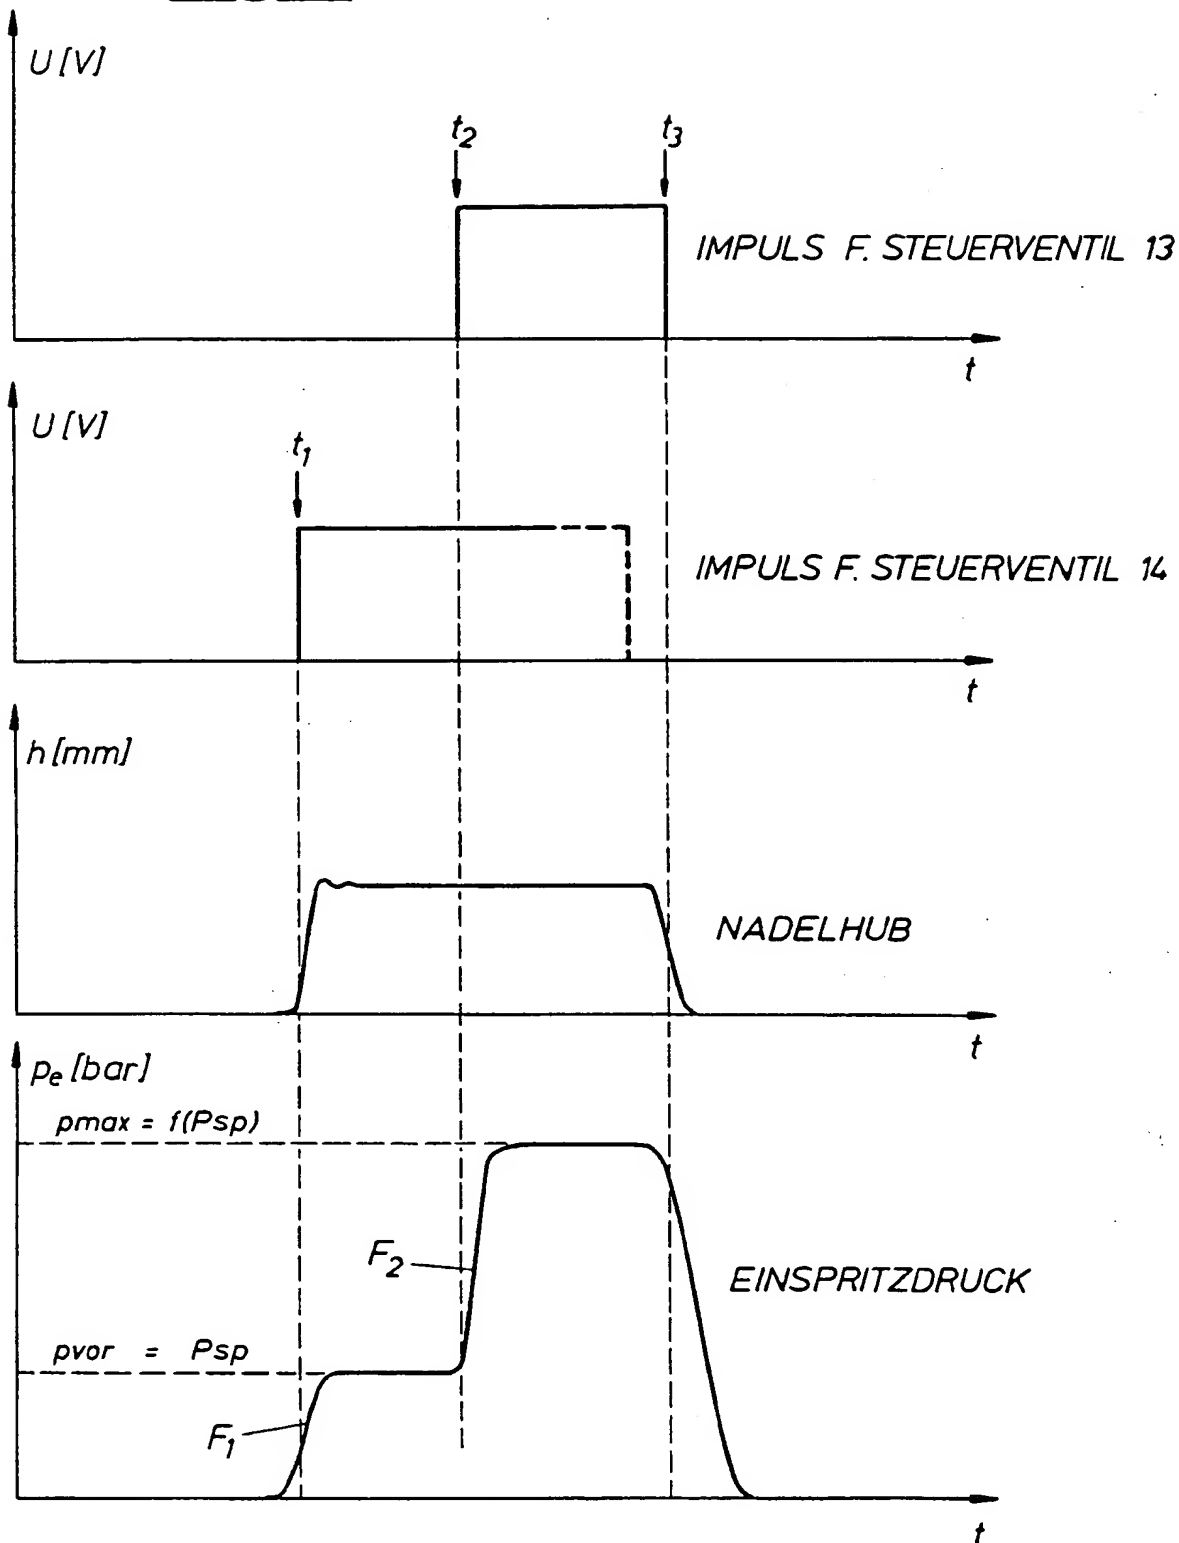 U [V]
t2
t3
IMPULS F. STEUERVENTIL 13
t
U [V]
t1
IMPULS F. STEUERVENTIL 14
t
h [mm]
NADELHUB
t
pe [bar]
pmax = f(Psp)
F2
EINSPRITZDRUCK
pvor = Psp
F1
t